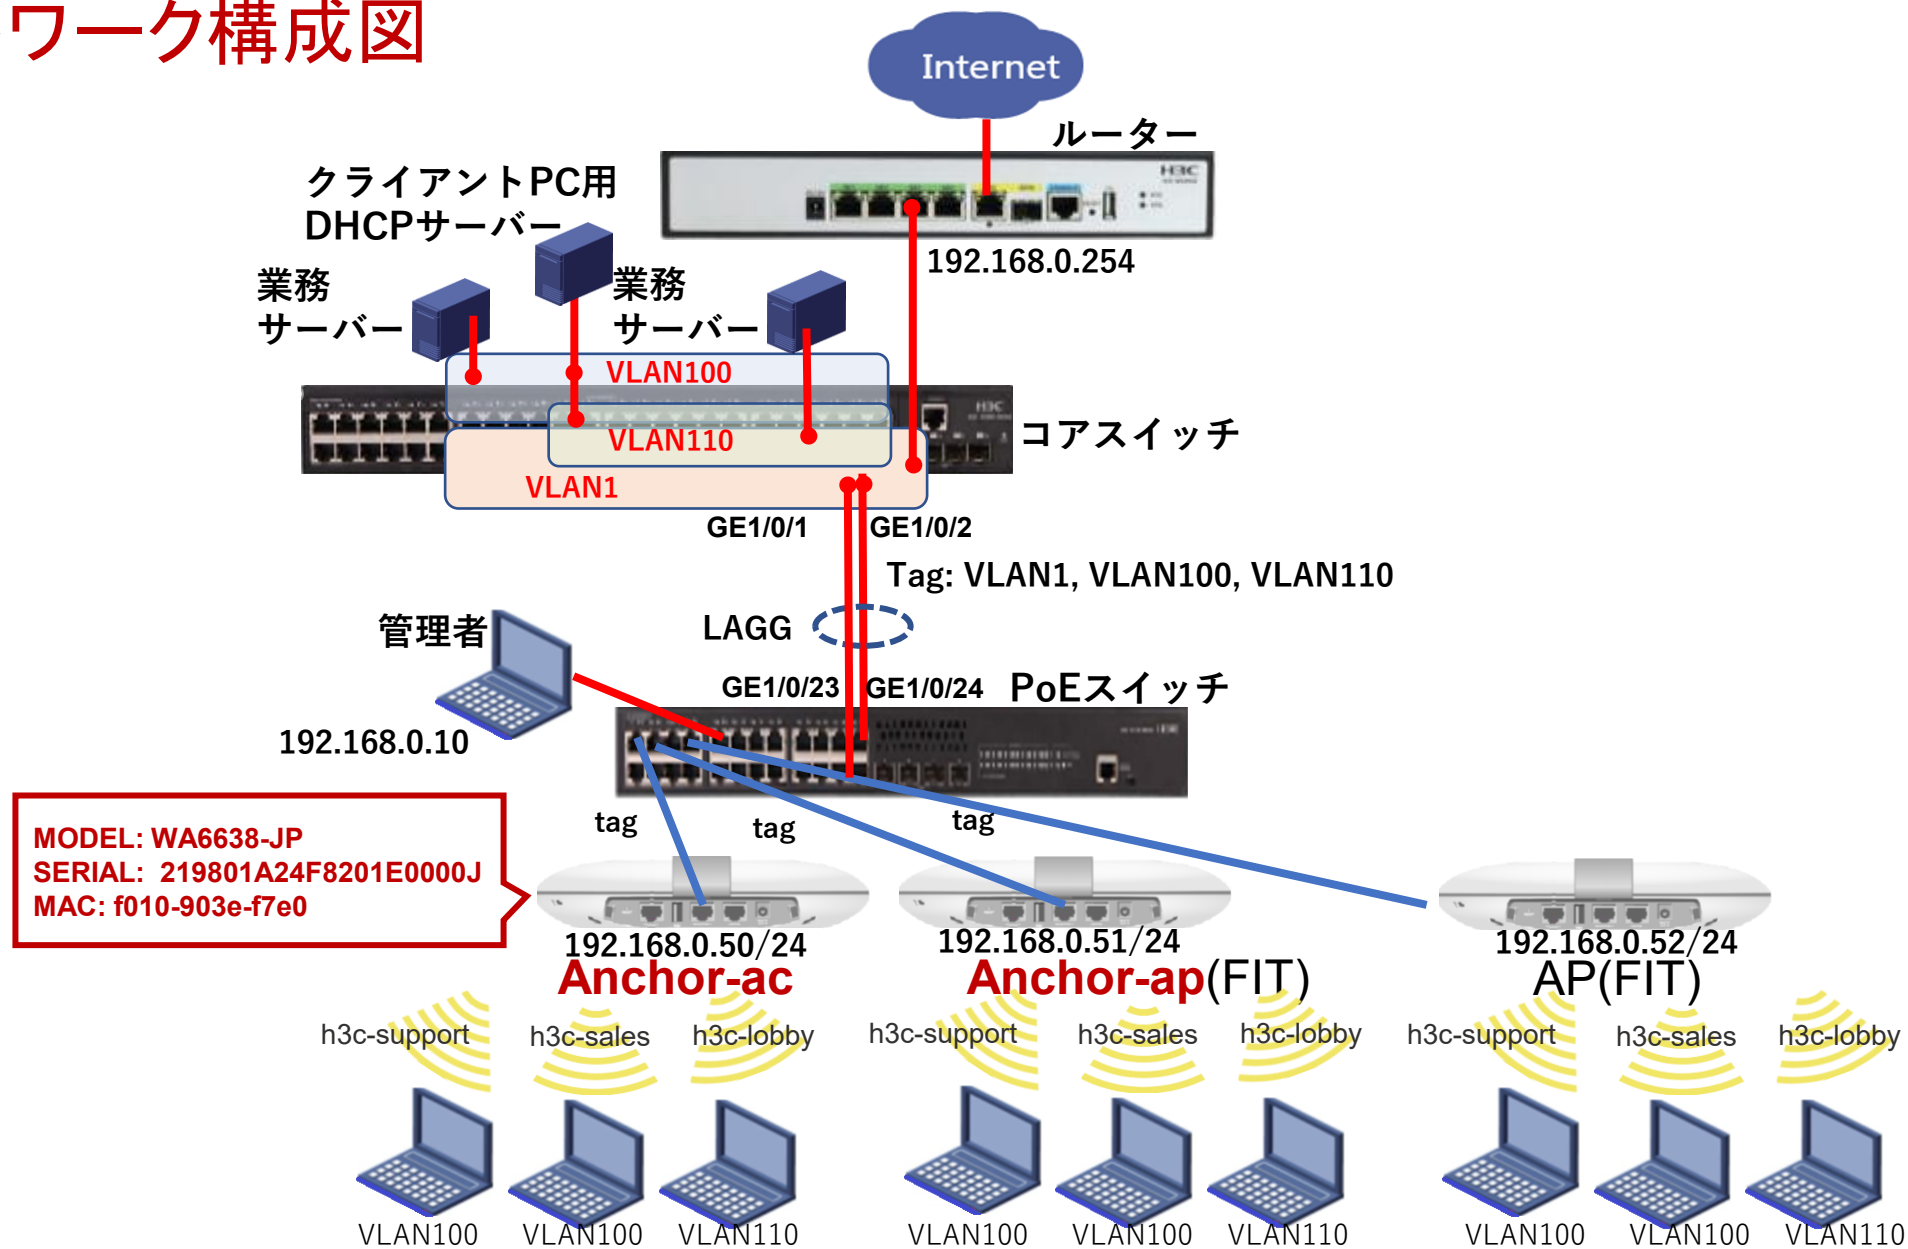 ワーク構成図
Internet
ルーター
H3C
192.168.0.254
クライアントPC用
DHCPサーバー
業務
サーバー
業務
サーバー
VLAN100
VLAN110
VLAN1
H3C
コアスイッチ
GE1/0/1
GE1/0/2
Tag: VLAN1, VLAN100, VLAN110
LAGG
管理者
192.168.0.10
GE1/0/23
GE1/0/24
PoEスイッチ
tag
tag
tag
MODEL: WA6638-JP
SERIAL: 219801A24F8201E0000J
MAC: f010-903e-f7e0
192.168.0.50/24
Anchor-ac
192.168.0.51/24
Anchor-ap(FIT)
192.168.0.52/24
AP(FIT)
h3c-support
h3c-sales
h3c-lobby
h3c-support
h3c-sales
h3c-lobby
h3c-support
h3c-sales
h3c-lobby
VLAN100
VLAN100
VLAN110
VLAN100
VLAN100
VLAN110
VLAN100
VLAN100
VLAN110